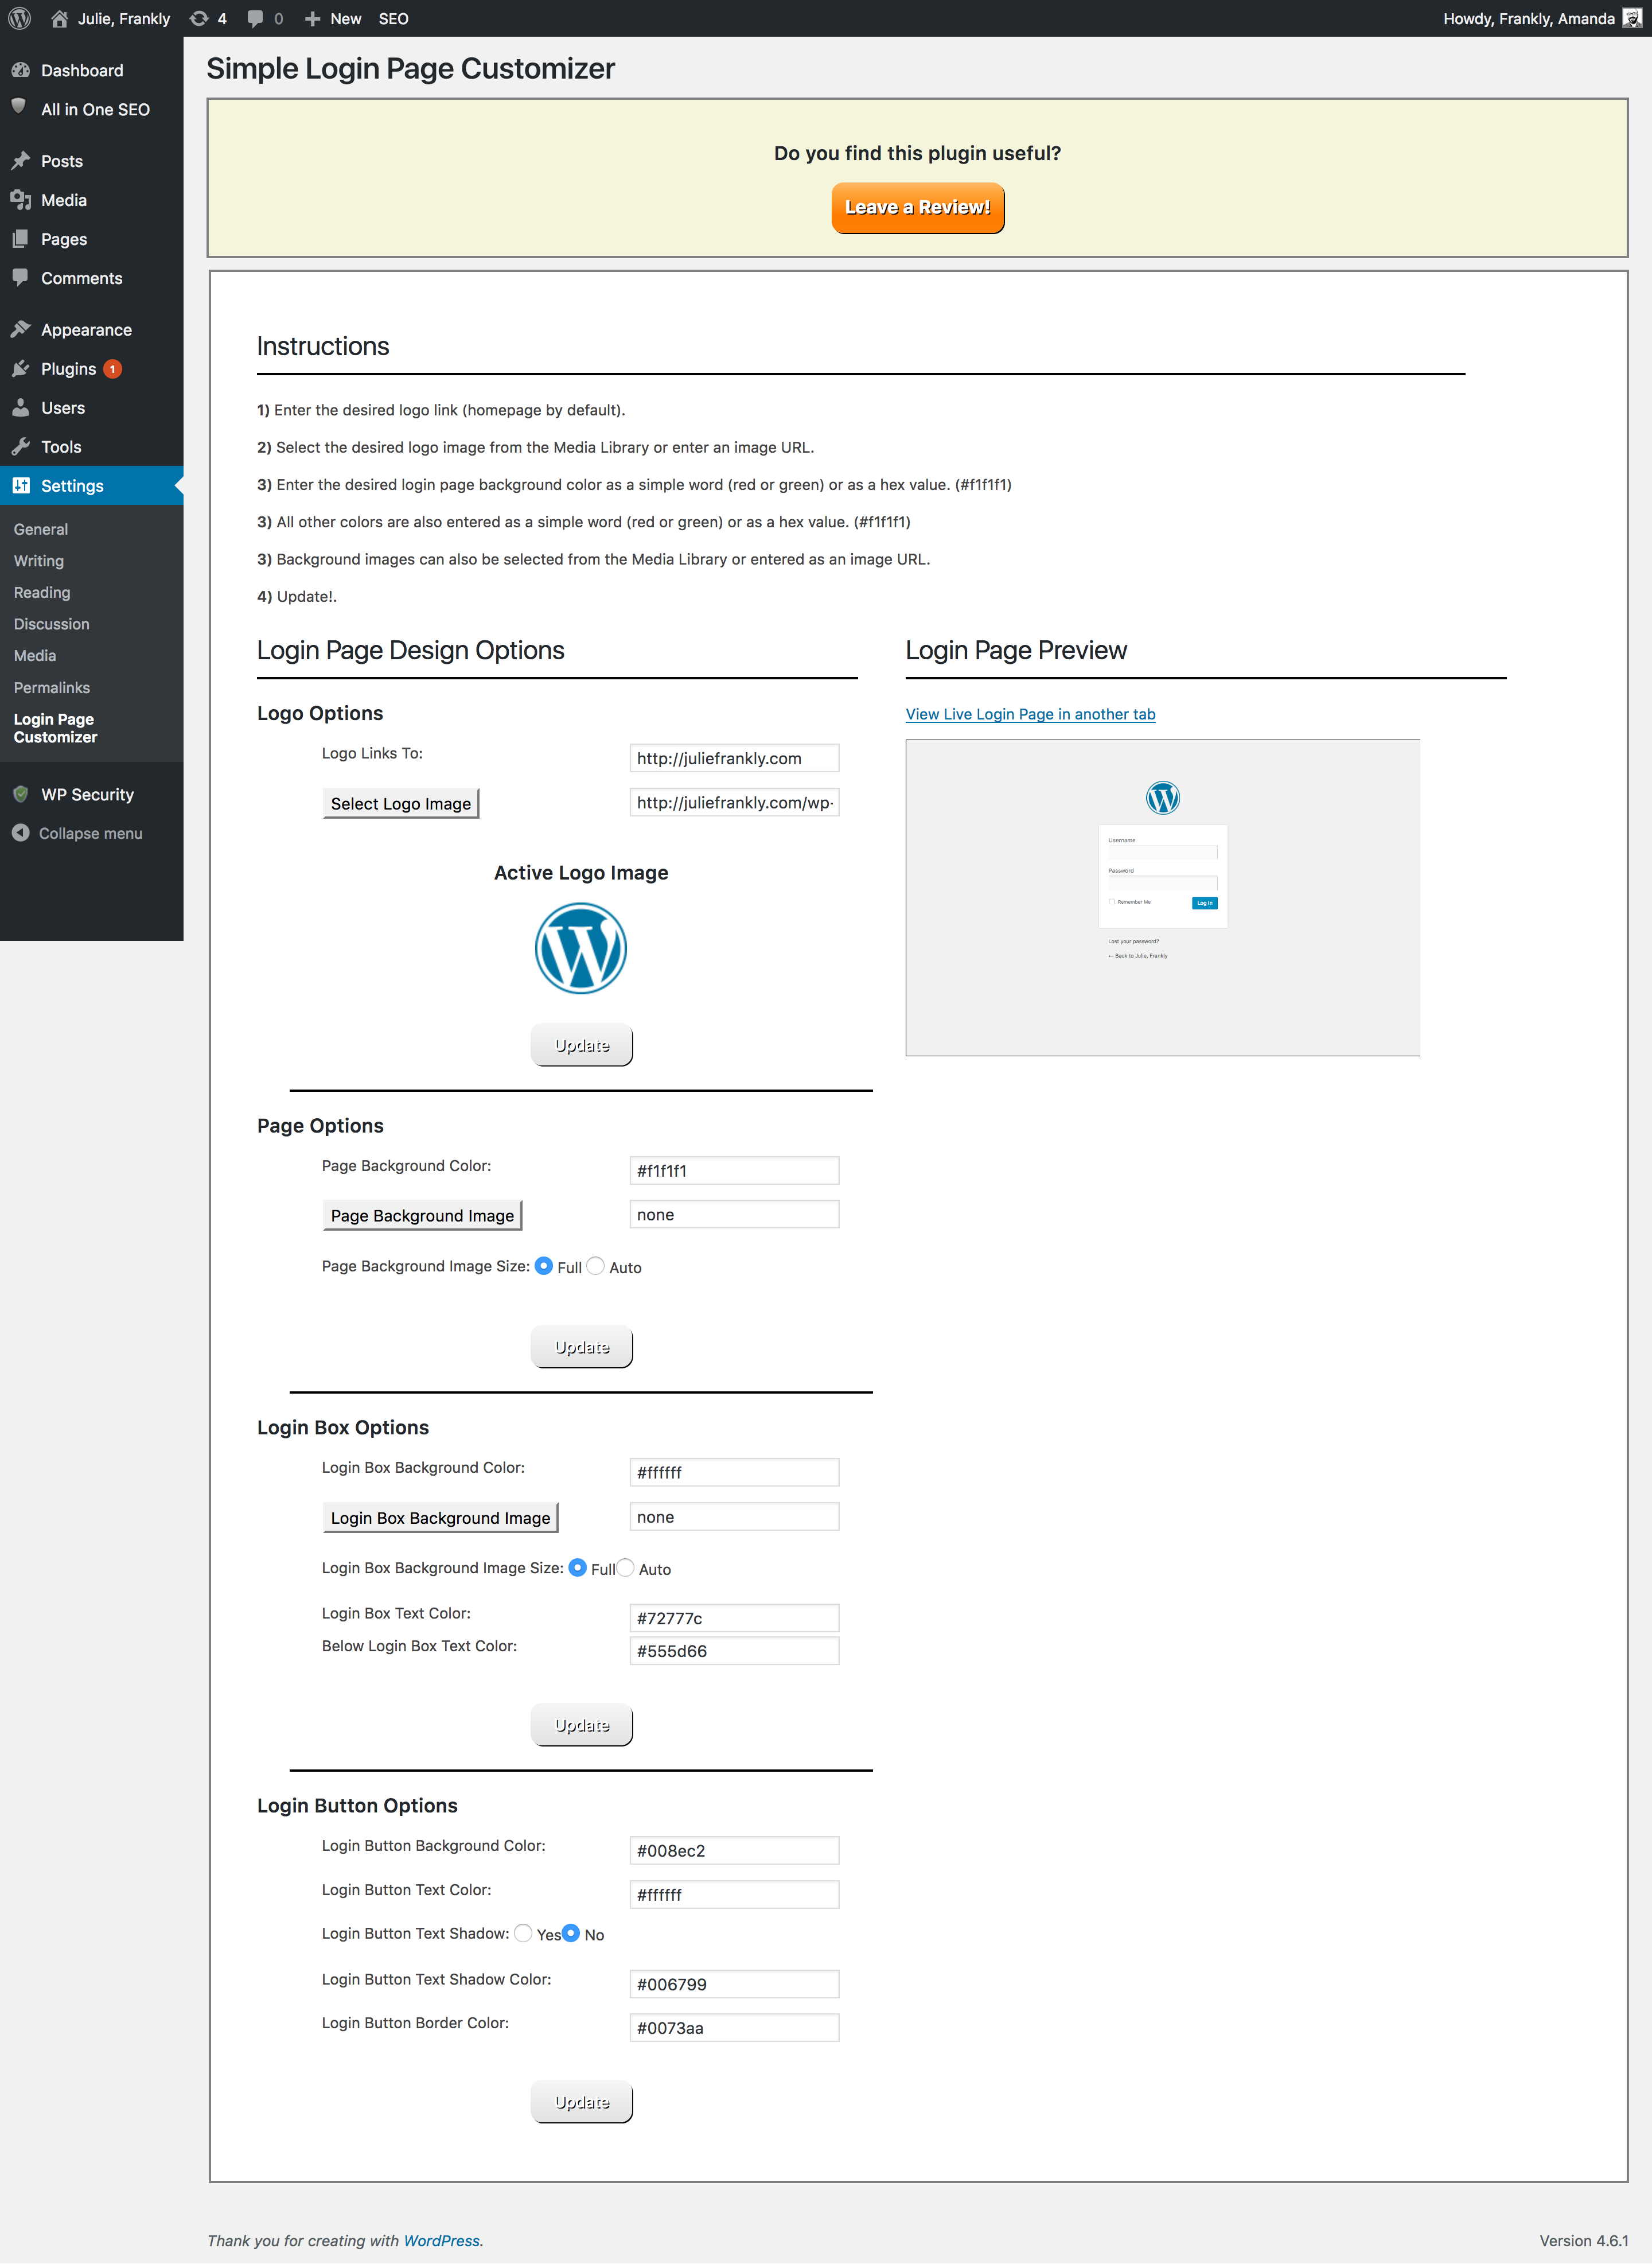 Julie, Frankly 4 0 New SEO Howdy, Frankly, Amanda
Dashboard
All in One SEO
Posts
Media
Pages
Comments
Appearance
Plugins 1
Users
Tools
Settings
General
Writing
Reading
Discussion
Media
Permalinks
Login Page
Customizer
WP Security
Collapse menu
Simple Login Page Customizer
Do you find this plugin useful?
Leave a Review!
Instructions
1) Enter the desired logo link (homepage by default).
2) Select the desired logo image from the Media Library or enter an image URL.
3) Enter the desired login page background color as a simple word (red or green) or as a hex value. (#f1f1f1)
3) All other colors are also entered as a simple word (red or green) or as a hex value. (#f1f1f1)
3) Background images can also be selected from the Media Library or entered as an image URL.
4) Update!.
Login Page Design Options
Logo Options
Logo Links To: http://juliefrankly.com
Select Logo Image http://juliefrankly.com/wp-
Active Logo Image
Update
Page Options
Page Background Color: #f1f1f1
Page Background Image none
Page Background Image Size: Full Auto
Update
Login Box Options
Login Box Background Color: #ffffff
Login Box Background Image none
Login Box Background Image Size: Full Auto
Login Box Text Color: #72777c
Below Login Box Text Color: #555d66
Update
Login Button Options
Login Button Background Color: #008ec2
Login Button Text Color: #ffffff
Login Button Text Shadow: Yes No
Login Button Text Shadow Color: #006799
Login Button Border Color: #0073aa
Update
Login Page Preview
View Live Login Page in another tab
Username
Password
Remember Me Log In
Lost your password?
← Back to Julie, Frankly
Thank you for creating with WordPress. Version 4.6.1